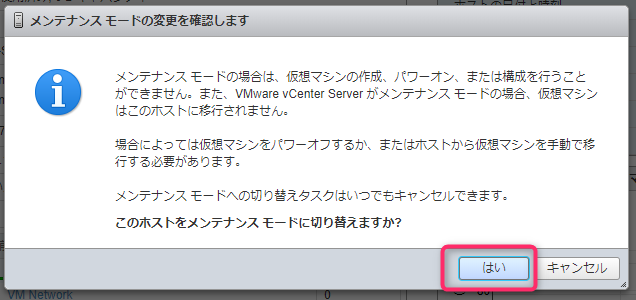 メンテナンス モードの変更を確認します
メンテナンス モードの場合は、仮想マシンの作成、パワーオン、または構成を行うこと
ができません。また、VMware vCenter Server がメンテナンス モードの場合、仮想マシン
はこのホストに移行されません。
場合によっては仮想マシンをパワーオフするか、またはホストから仮想マシンを手動で移
行する必要があります。
メンテナンス モードへの切り替えタスクはいつでもキャンセルできます。
このホストをメンテナンス モードに切り替えますか?
はい
キャンセル
VM Network
0